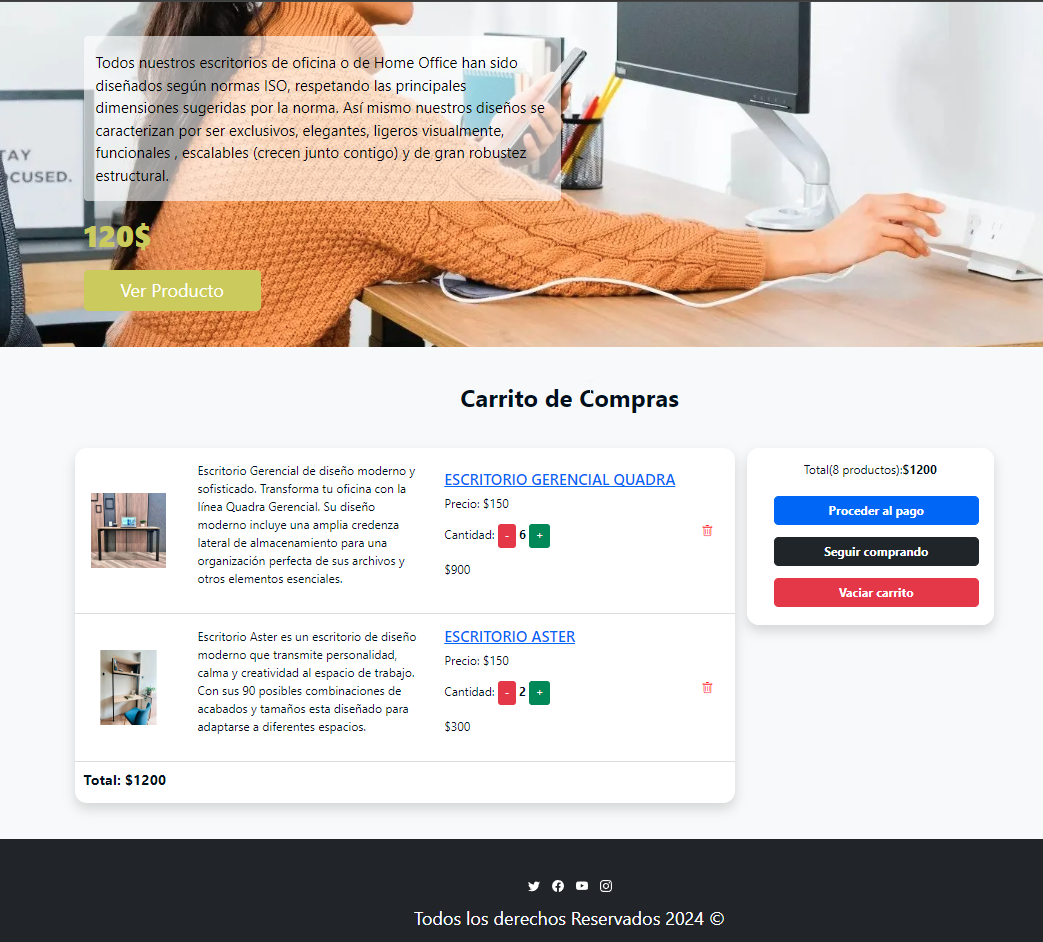 Todos nuestros escritorios de oficina o de Home Office han sido
diseñados según normas ISO, respetando las principales
dimensiones sugeridas por la norma. Así mismo nuestros diseños se
caracterizan por ser exclusivos, elegantes, ligeros visualmente,
funcionales , escalables (crecen junto contigo) y de gran robustez
estructural.
TAY
OCUSED.
120$
Ver Producto
Carrito de Compras
Escritorio Gerencial de diseño moderno y
sofisticado. Transforma tu oficina con la
línea Quadra Gerencial. Su diseño
moderno incluye una amplia credenza
lateral de almacenamiento para una
organización perfecta de sus archivos y
otros elementos esenciales.
ESCRITORIO GERENCIAL QUADRA
Precio: $150
Cantidad: - 6 +
$900
Escritorio Aster es un escritorio de diseño
moderno que transmite personalidad,
calma y creatividad al espacio de trabajo.
Con sus 90 posibles combinaciones de
acabados y tamaños esta diseñado para
adaptarse a diferentes espacios.
ESCRITORIO ASTER
Precio: $150
Cantidad: - 2 +
$300
Total: $1200
Total(8 productos):$1200
Proceder al pago
Seguir comprando
Vaciar carrito
Todos los derechos Reservados 2024 ©